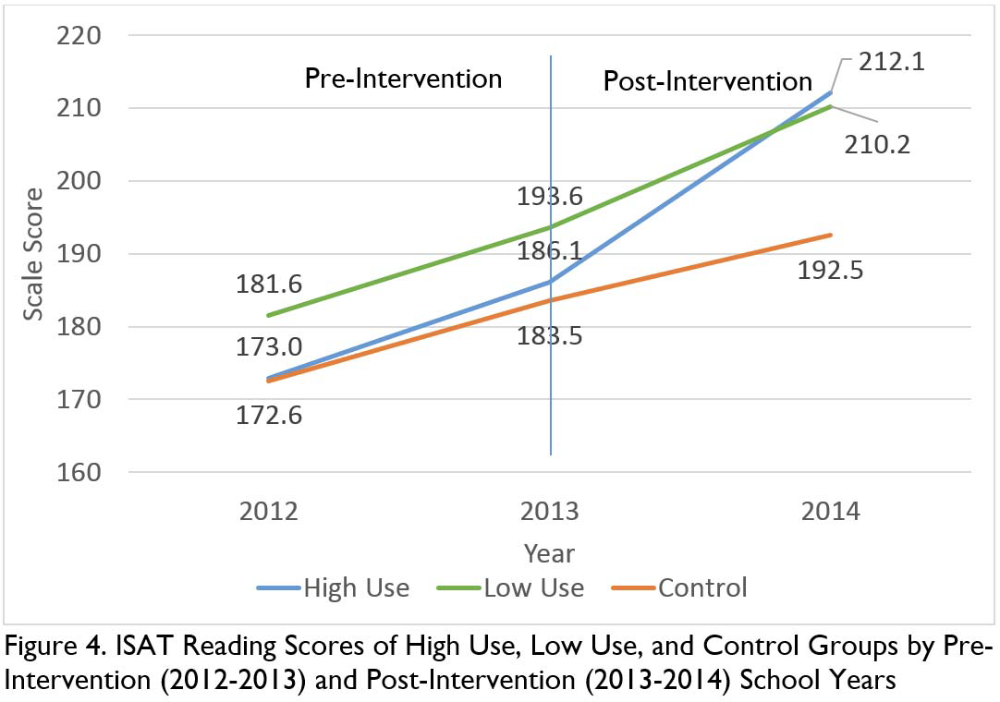 220
Pre-Intervention
Post-Intervention
212.1
210
210.2
200
193.6
190
186.1
192.5
181.6
180
183.5
173.0
170
172.6
160
Scale Score
2012
2013
2014
Year
High Use
Low Use
Control
Figure 4. ISAT Reading Scores of High Use, Low Use, and Control Groups by Pre-
Intervention (2012-2013) and Post-Intervention (2013-2014) School Years